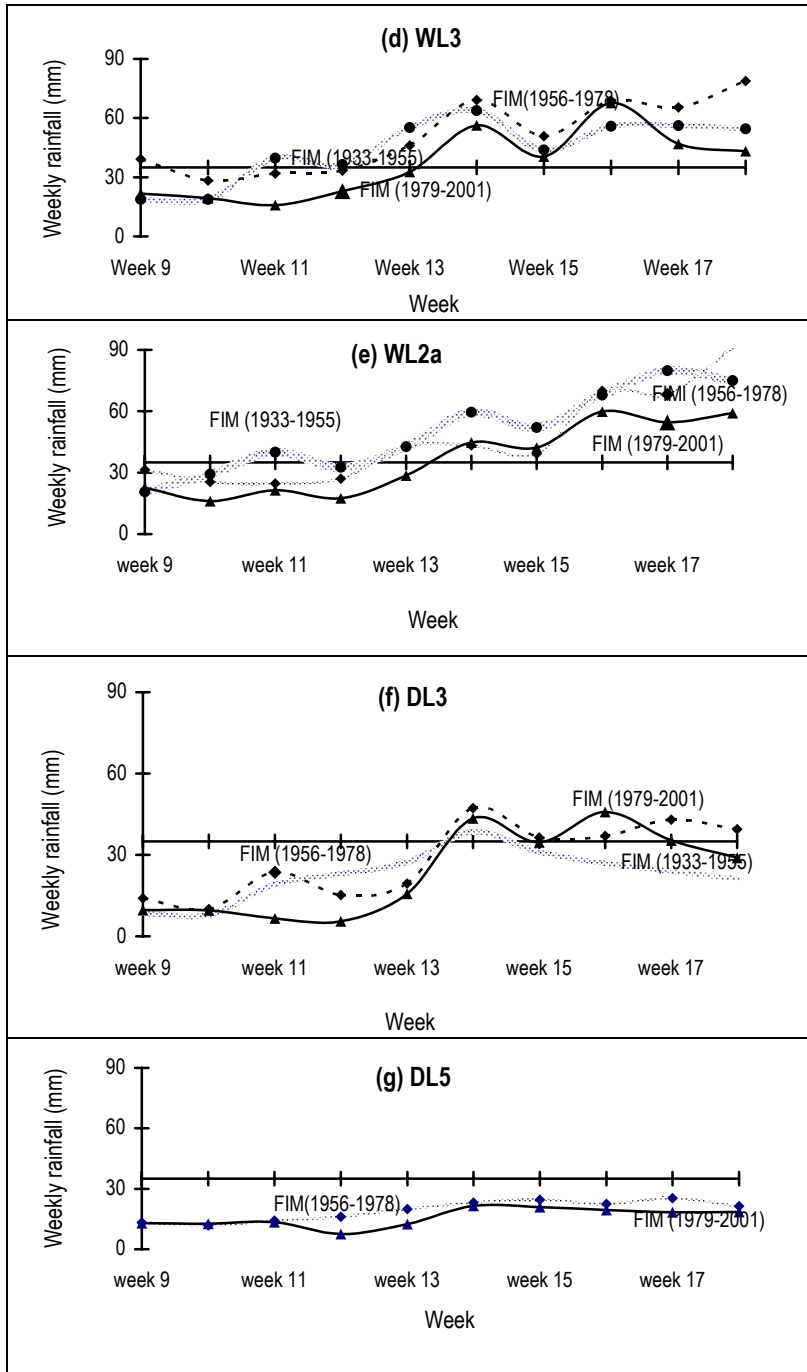 (d) WL3
90
FIM(1956-1978)
60
FIM (1933-1955)
30
FIM (1979-2001)
0
Weekly rainfall (mm)
Week 9 Week 11 Week 13 Week 15 Week 17
Week
(e) WL2a
90
FIMI (1956-1978)
60
FIM (1933-1955)
FIM (1979-2001)
30
0
Weekly rainfall (mm)
week 9 week 11 week 13 week 15 week 17
Week
(f) DL3
90
60
FIM (1979-2001)
FIM (1956-1978)
30
FIM (1933-1955)
0
Weekly rainfall (mm)
week 9 week 11 week 13 week 15 week 17
Week
(g) DL5
90
60
30
FIM(1956-1978)
FIM (1979-2001)
0
Weekly rainfall (mm)
week 9 week 11 week 13 week 15 week 17
Week